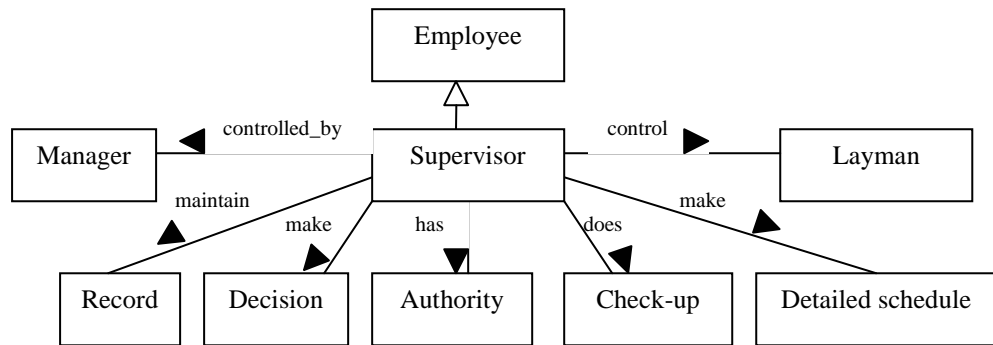 Employee
controlled_by
control
Manager
Supervisor
Layman
maintain
make
has
does
make
Record
Decision
Authority
Check-up
Detailed schedule